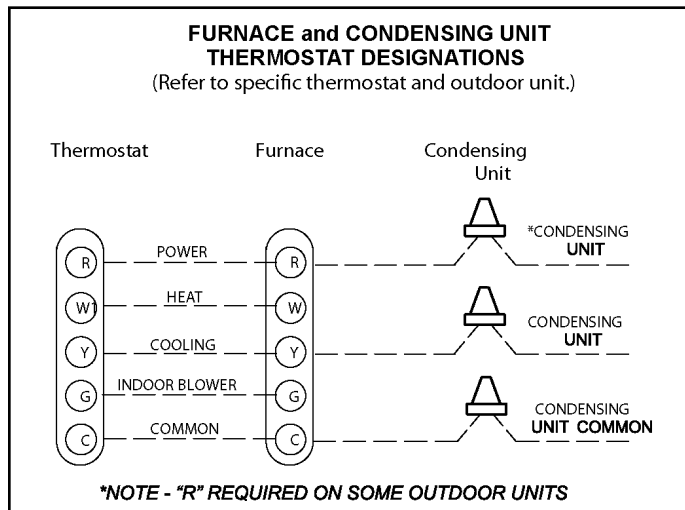 FURNACE and CONDENSING UNIT
THERMOSTAT DESIGNATIONS
(Refer to specific thermostat and outdoor unit.)
Thermostat
Furnace
Condensing
Unit
R
POWER
R
*CONDENSING
UNIT
W1
HEAT
W
Y
COOLING
Y
CONDENSING
UNIT
G
INDOOR BLOWER
G
C
COMMON
C
CONDENSING
UNIT COMMON
*NOTE - "R" REQUIRED ON SOME OUTDOOR UNITS